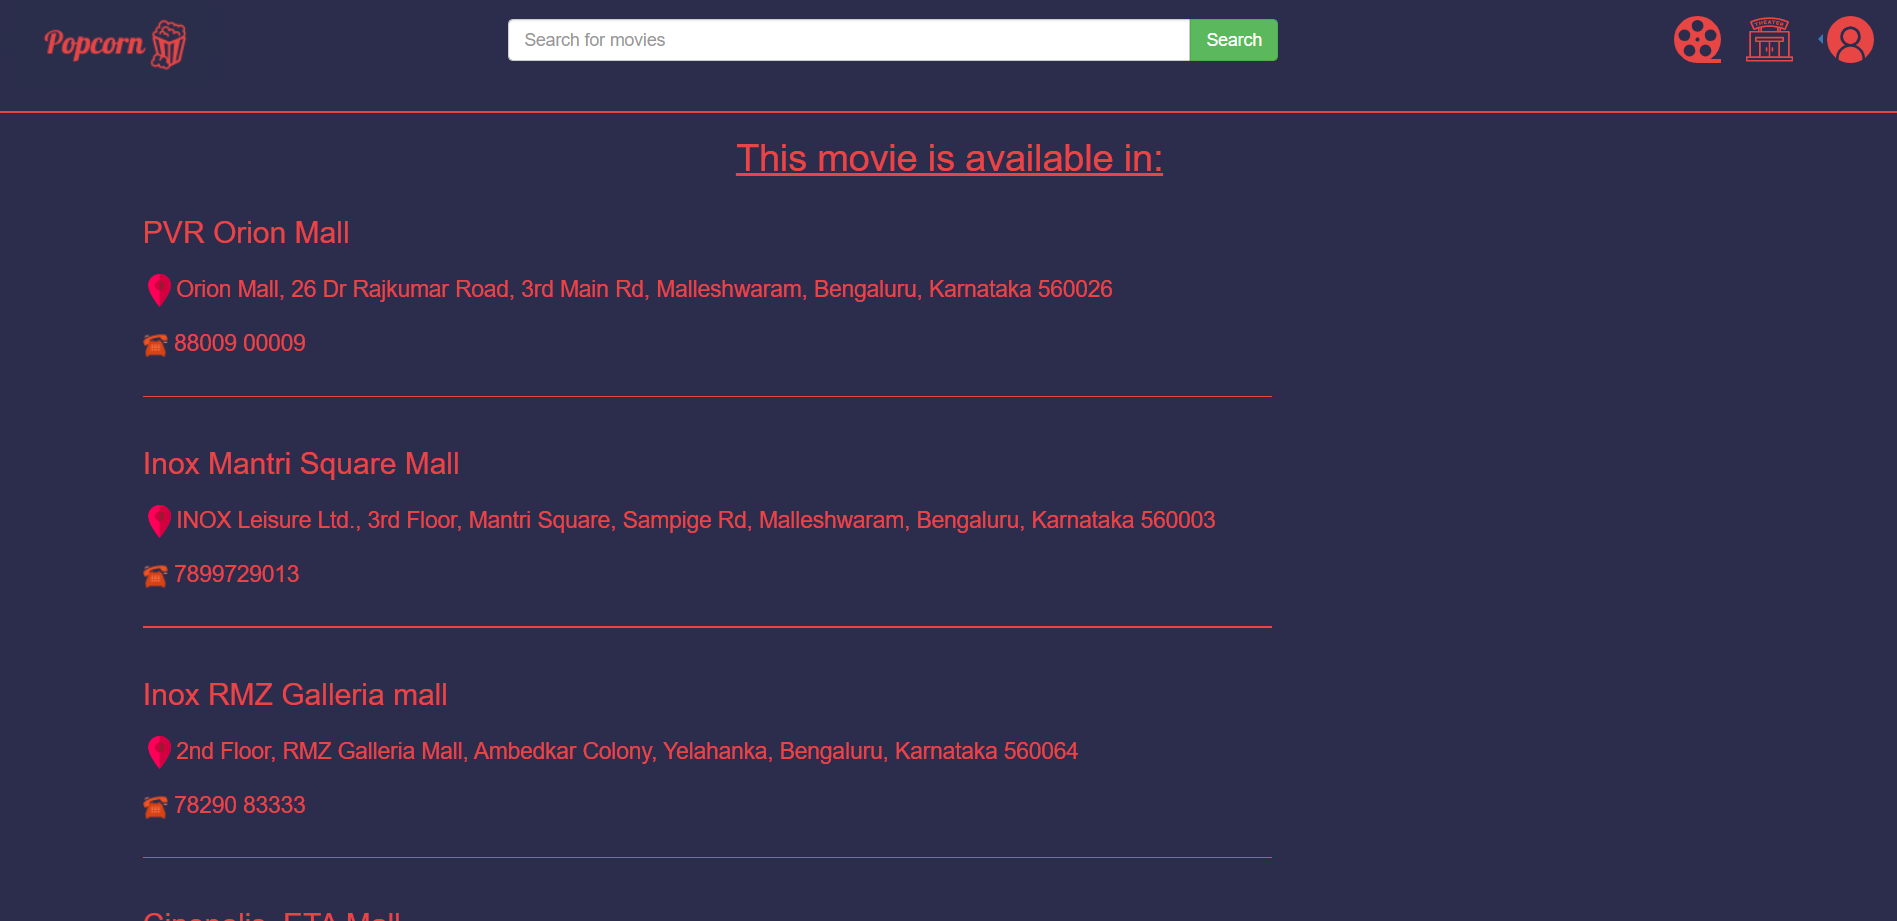 Popcorn
Search for movies
Search
THEATER
This movie is available in:
PVR Orion Mall
Orion Mall, 26 Dr Rajkumar Road, 3rd Main Rd, Malleshwaram, Bengaluru, Karnataka 560026
88009 00009
Inox Mantri Square Mall
INOX Leisure Ltd., 3rd Floor, Mantri Square, Sampige Rd, Malleshwaram, Bengaluru, Karnataka 560003
7899729013
Inox RMZ Galleria mall
2nd Floor, RMZ Galleria Mall, Ambedkar Colony, Yelahanka, Bengaluru, Karnataka 560064
78290 83333
ETA Mall